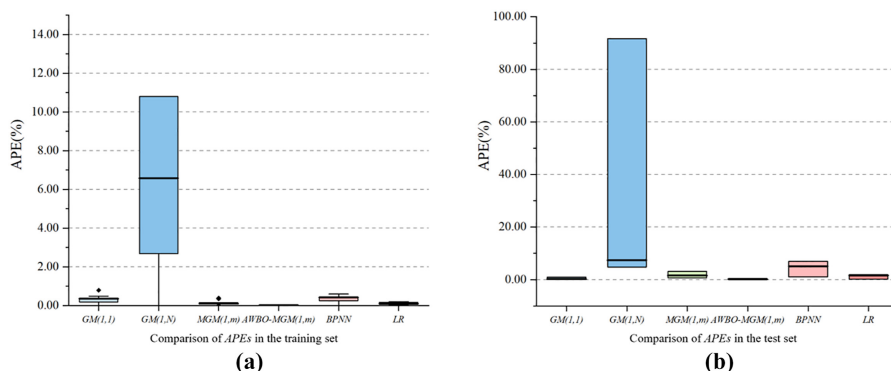 14.00
12.00
10.00
8.00
6.00
4.00
2.00
0.00
APE(%)
GM(1,1) GM(1,N) MGM(1,m) AWBO-MGM(1,m) BPNN LR
Comparison of APEs in the training set
(a)
100.00
80.00
60.00
40.00
20.00
0.00
APE(%)
GM(1,1) GM(1,N) MGM(1,m) AWBO-MGM(1,m) BPNN LR
Comparison of APEs in the test set
(b)